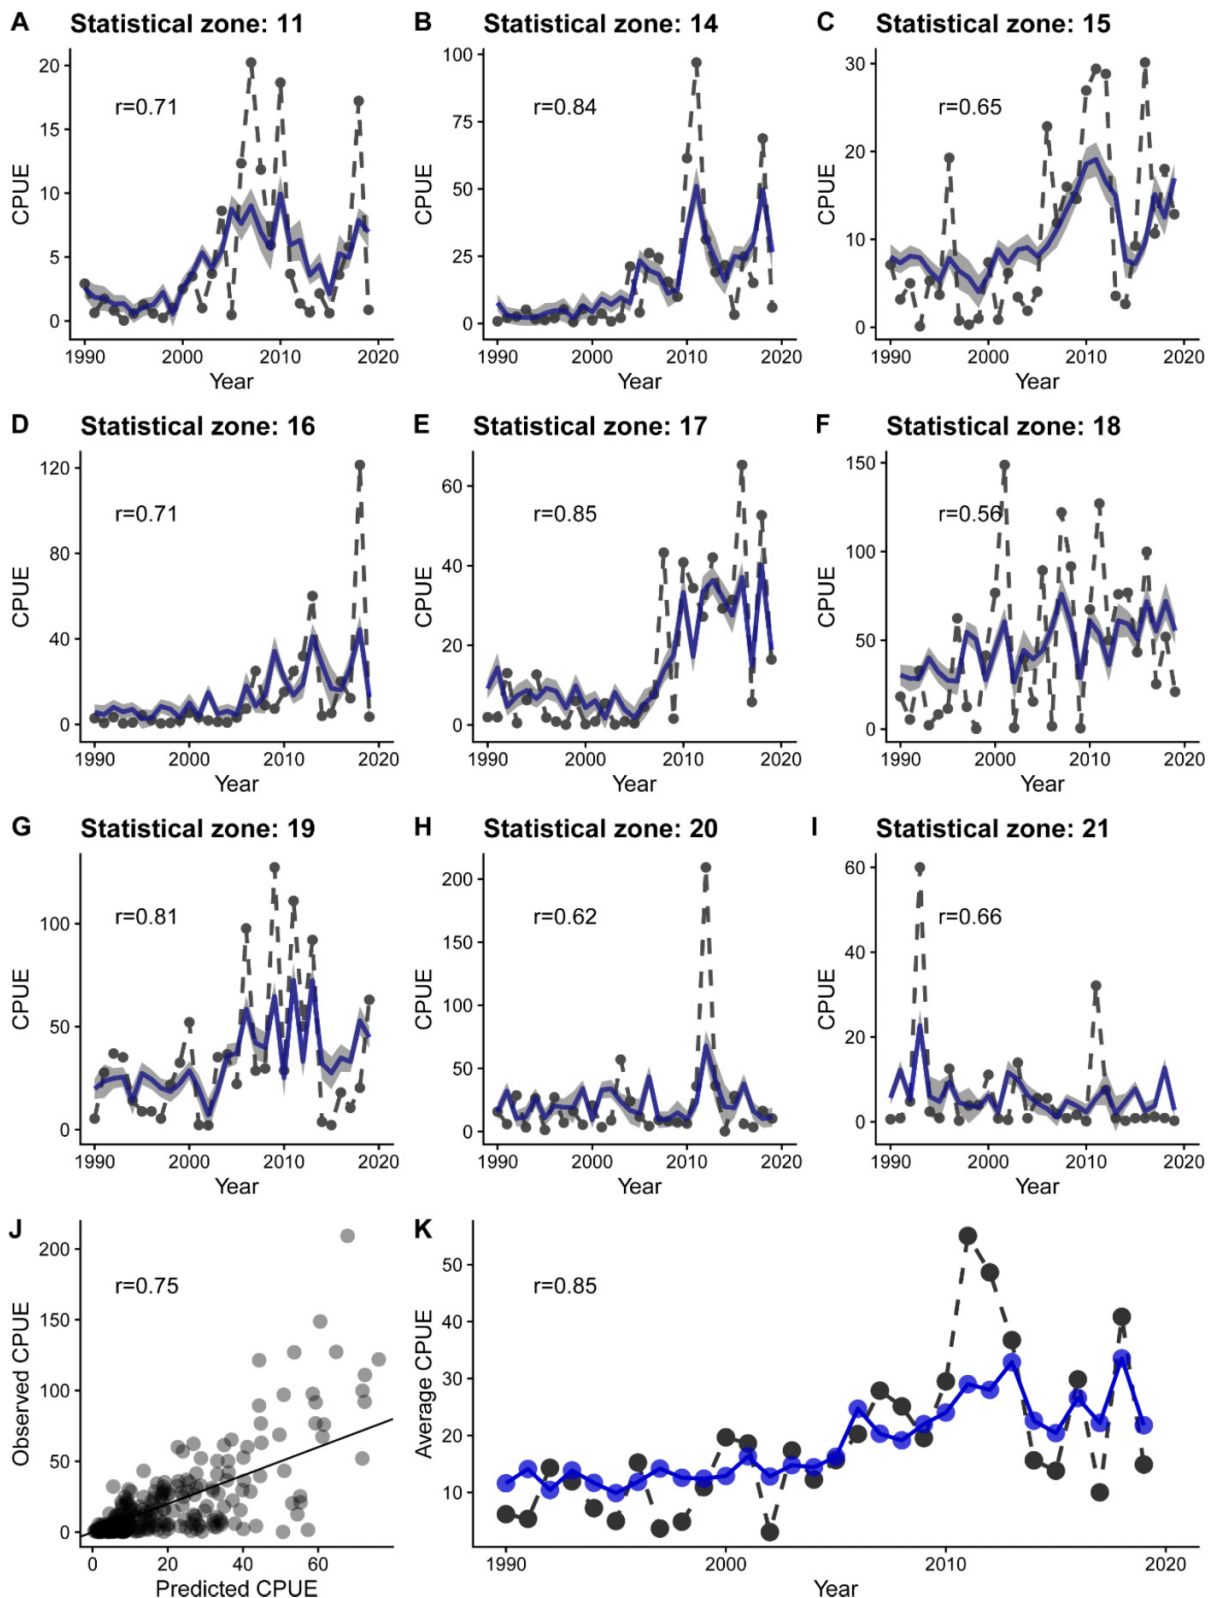 A Statistical zone: 11
20
15
10
5
0
CPUE
r=0.71
1990 2000 2010 2020
Year
B Statistical zone: 14
100
75
50
25
0
CPUE
r=0.84
1990 2000 2010 2020
Year
C Statistical zone: 15
30
20
10
0
CPUE
r=0.65
1990 2000 2010 2020
Year
D Statistical zone: 16
120
80
40
0
CPUE
r=0.71
1990 2000 2010 2020
Year
E Statistical zone: 17
60
40
20
0
CPUE
r=0.85
1990 2000 2010 2020
Year
F Statistical zone: 18
150
100
50
0
CPUE
r=0.56
1990 2000 2010 2020
Year
G Statistical zone: 19
100
50
0
CPUE
r=0.81
1990 2000 2010 2020
Year
H Statistical zone: 20
200
150
100
50
0
CPUE
r=0.62
1990 2000 2010 2020
Year
I Statistical zone: 21
60
40
20
0
CPUE
r=0.66
1990 2000 2010 2020
Year
J
200
150
100
50
0
Observed CPUE
r=0.75
0 20 40 60
Predicted CPUE
K
50
40
30
20
10
Average CPUE
r=0.85
1990 2000 2010 2020
Year